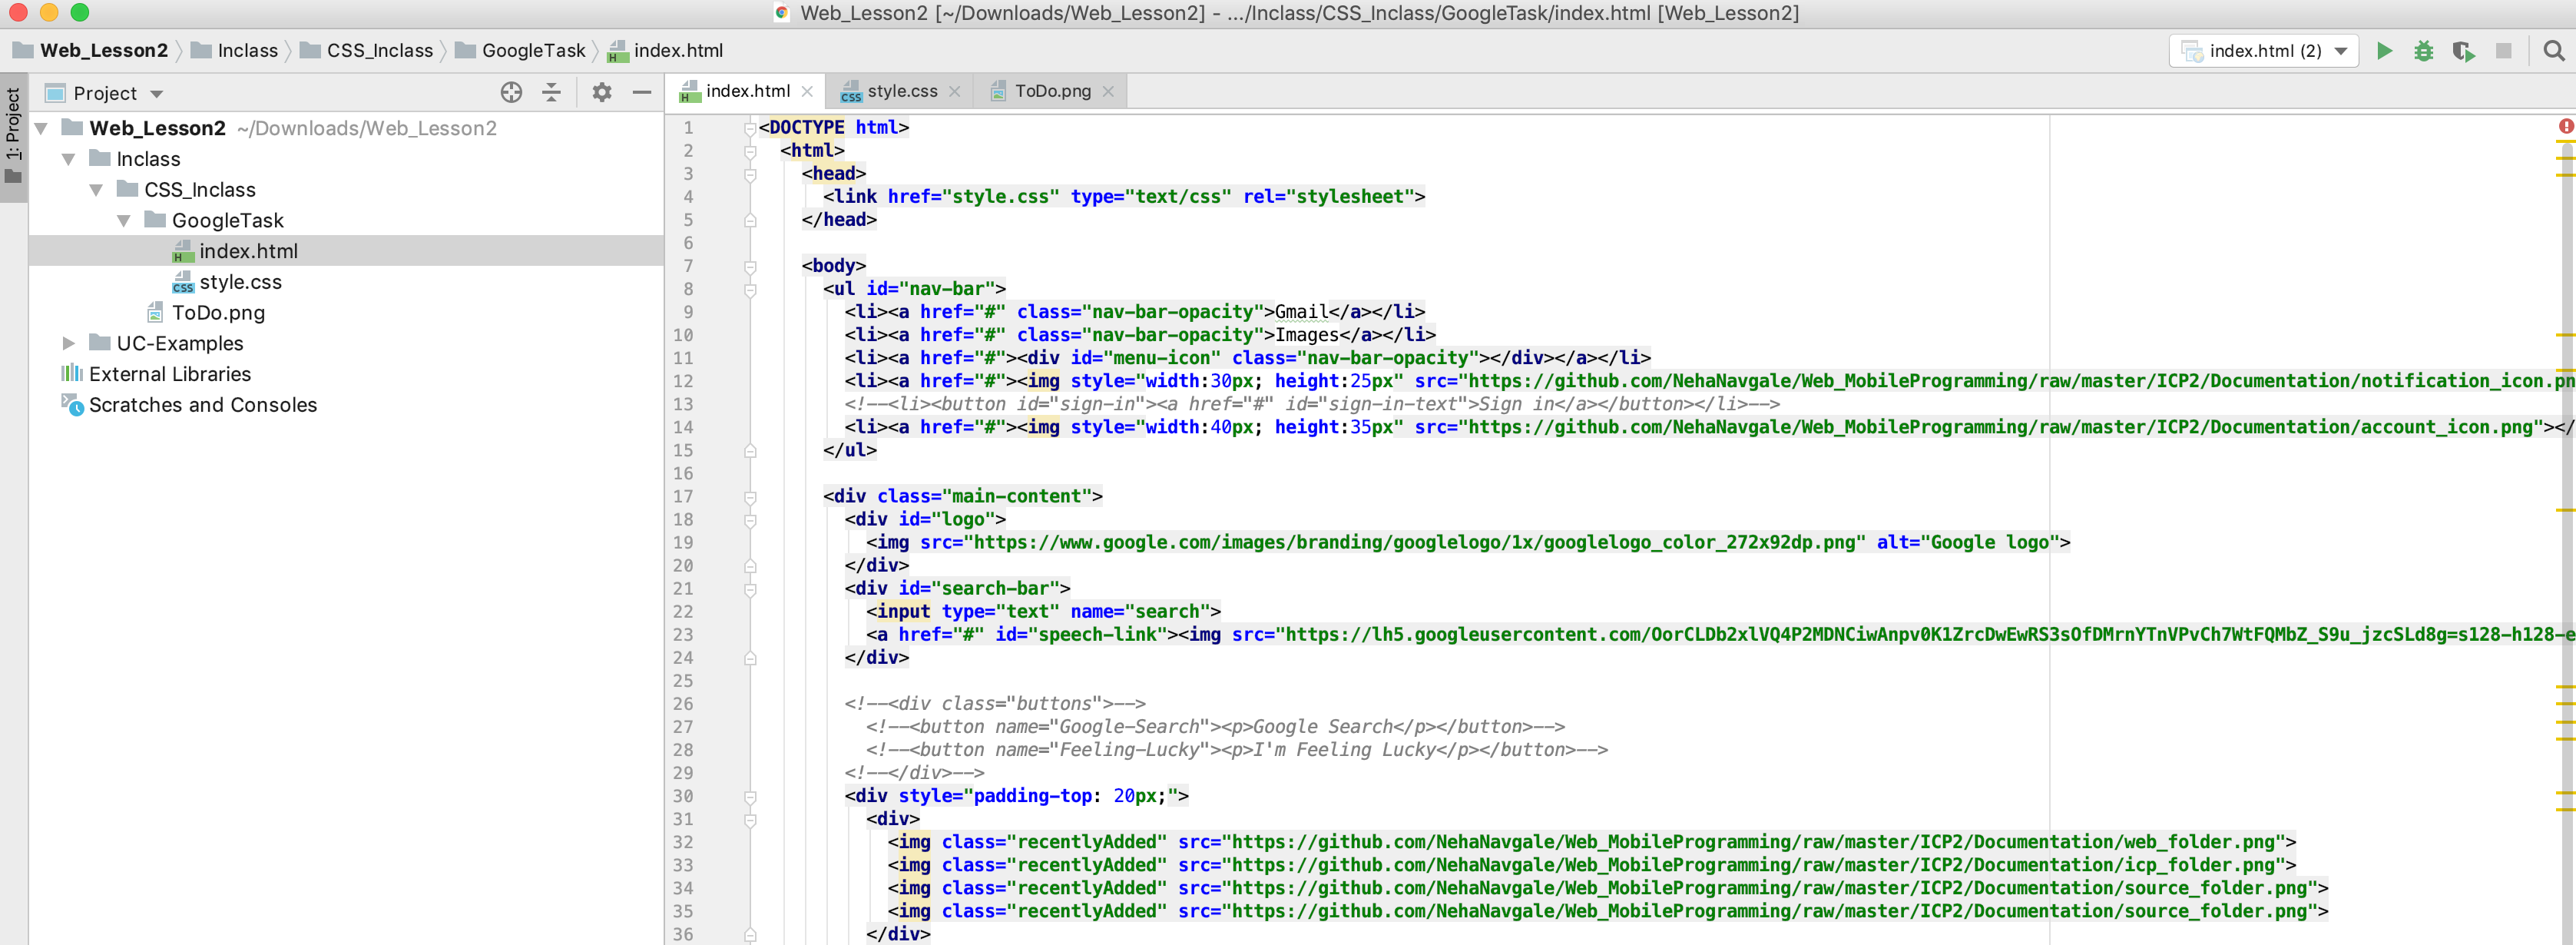 Web_Lesson2 [~/Downloads/Web_Lesson2] - .../Inclass/CSS_Inclass/GoogleTask/index.html [Web_Lesson2]
Web_Lesson2 Inclass CSS_Inclass GoogleTask index.html
index.html (2)
1: Project
Project
Web_Lesson2 ~/Downloads/Web_Lesson2
Inclass
CSS_Inclass
GoogleTask
index.html
style.css
ToDo.png
UC-Examples
External Libraries
Scratches and Consoles
index.html style.css ToDo.png
1 <DOCTYPE html>
2 <html>
3 <head>
4 <link href="style.css" type="text/css" rel="stylesheet">
5 </head>
6
7 <body>
8 <ul id="nav-bar">
9 <li><a href="#" class="nav-bar-opacity">Gmail</a></li>
10 <li><a href="#" class="nav-bar-opacity">Images</a></li>
11 <li><a href="#"><div id="menu-icon" class="nav-bar-opacity"></div></a></li>
12 <li><a href="#"><img style="width:30px; height:25px" src="https://github.com/NehaNavgale/Web_MobileProgramming/raw/master/ICP2/Documentation/notification_icon.pn
13 <!--<li><button id="sign-in"><a href="#" id="sign-in-text">Sign in</a></button></li>-->
14 <li><a href="#"><img style="width:40px; height:35px" src="https://github.com/NehaNavgale/Web_MobileProgramming/raw/master/ICP2/Documentation/account_icon.png"></
15 </ul>
16
17 <div class="main-content">
18 <div id="logo">
19 <img src="https://www.google.com/images/branding/googlelogo/1x/googlelogo_color_272x92dp.png" alt="Google logo">
20 </div>
21 <div id="search-bar">
22 <input type="text" name="search">
23 <a href="#" id="speech-link"><img src="https://lh5.googleusercontent.com/OorCLDb2xlVQ4P2MDNCiwAnpv0K1ZrcDwEwRS3sOfDMrnYTnVPvCh7WtFQMbZ_S9u_jzcSLd8g=s128-h128-e
24 </div>
25
26 <!--<div class="buttons">-->
27 <!--<button name="Google-Search"><p>Google Search</p></button>-->
28 <!--<button name="Feeling-Lucky"><p>I'm Feeling Lucky</p></button>-->
29 <!--</div>-->
30 <div style="padding-top: 20px;">
31 <div>
32 <img class="recentlyAdded" src="https://github.com/NehaNavgale/Web_MobileProgramming/raw/master/ICP2/Documentation/web_folder.png">
33 <img class="recentlyAdded" src="https://github.com/NehaNavgale/Web_MobileProgramming/raw/master/ICP2/Documentation/icp_folder.png">
34 <img class="recentlyAdded" src="https://github.com/NehaNavgale/Web_MobileProgramming/raw/master/ICP2/Documentation/source_folder.png">
35 <img class="recentlyAdded" src="https://github.com/NehaNavgale/Web_MobileProgramming/raw/master/ICP2/Documentation/source_folder.png">
36 </div>